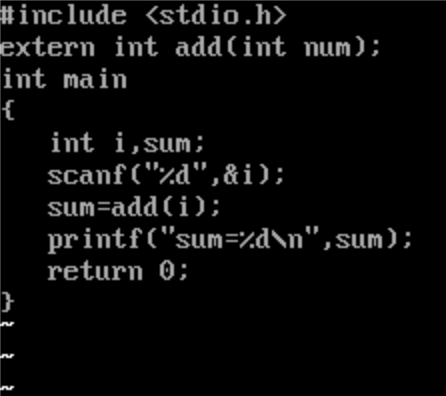 #include <stdio.h>
extern int add(int num);
int main
{
int i,sum;
scanf("%d",&i);
sum=add(i);
printf("sum=%d\n",sum);
return 0;
}
~
~
~